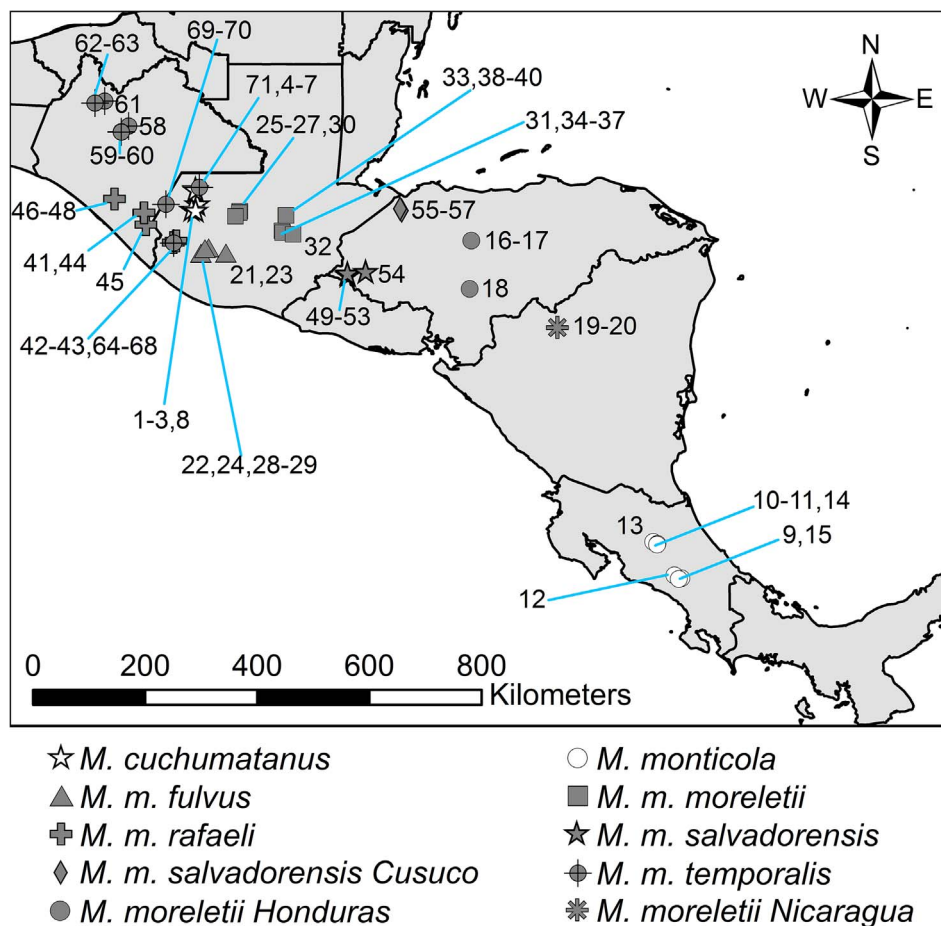 62-63
69-70
71,4-7
33,38-40
N
W
E
S
61
25-27,30
31,34-37
58
59-60
46-48
55-57
16-17
41,44
32
45
21,23
54
18
49-53
19-20
42-43,64-68
1-3,8
22,24,28-29
10-11,14
13
9,15
12
0 200 400 600 800
Kilometers
M. cuchumatanus
M. monticola
M. m. fulvus
M. m. moreletii
M. m. rafaeli
M. m. salvadorensis
M. m. salvadorensis Cusuco
M. m. temporalis
M. moreletii Honduras
M. moreletii Nicaragua